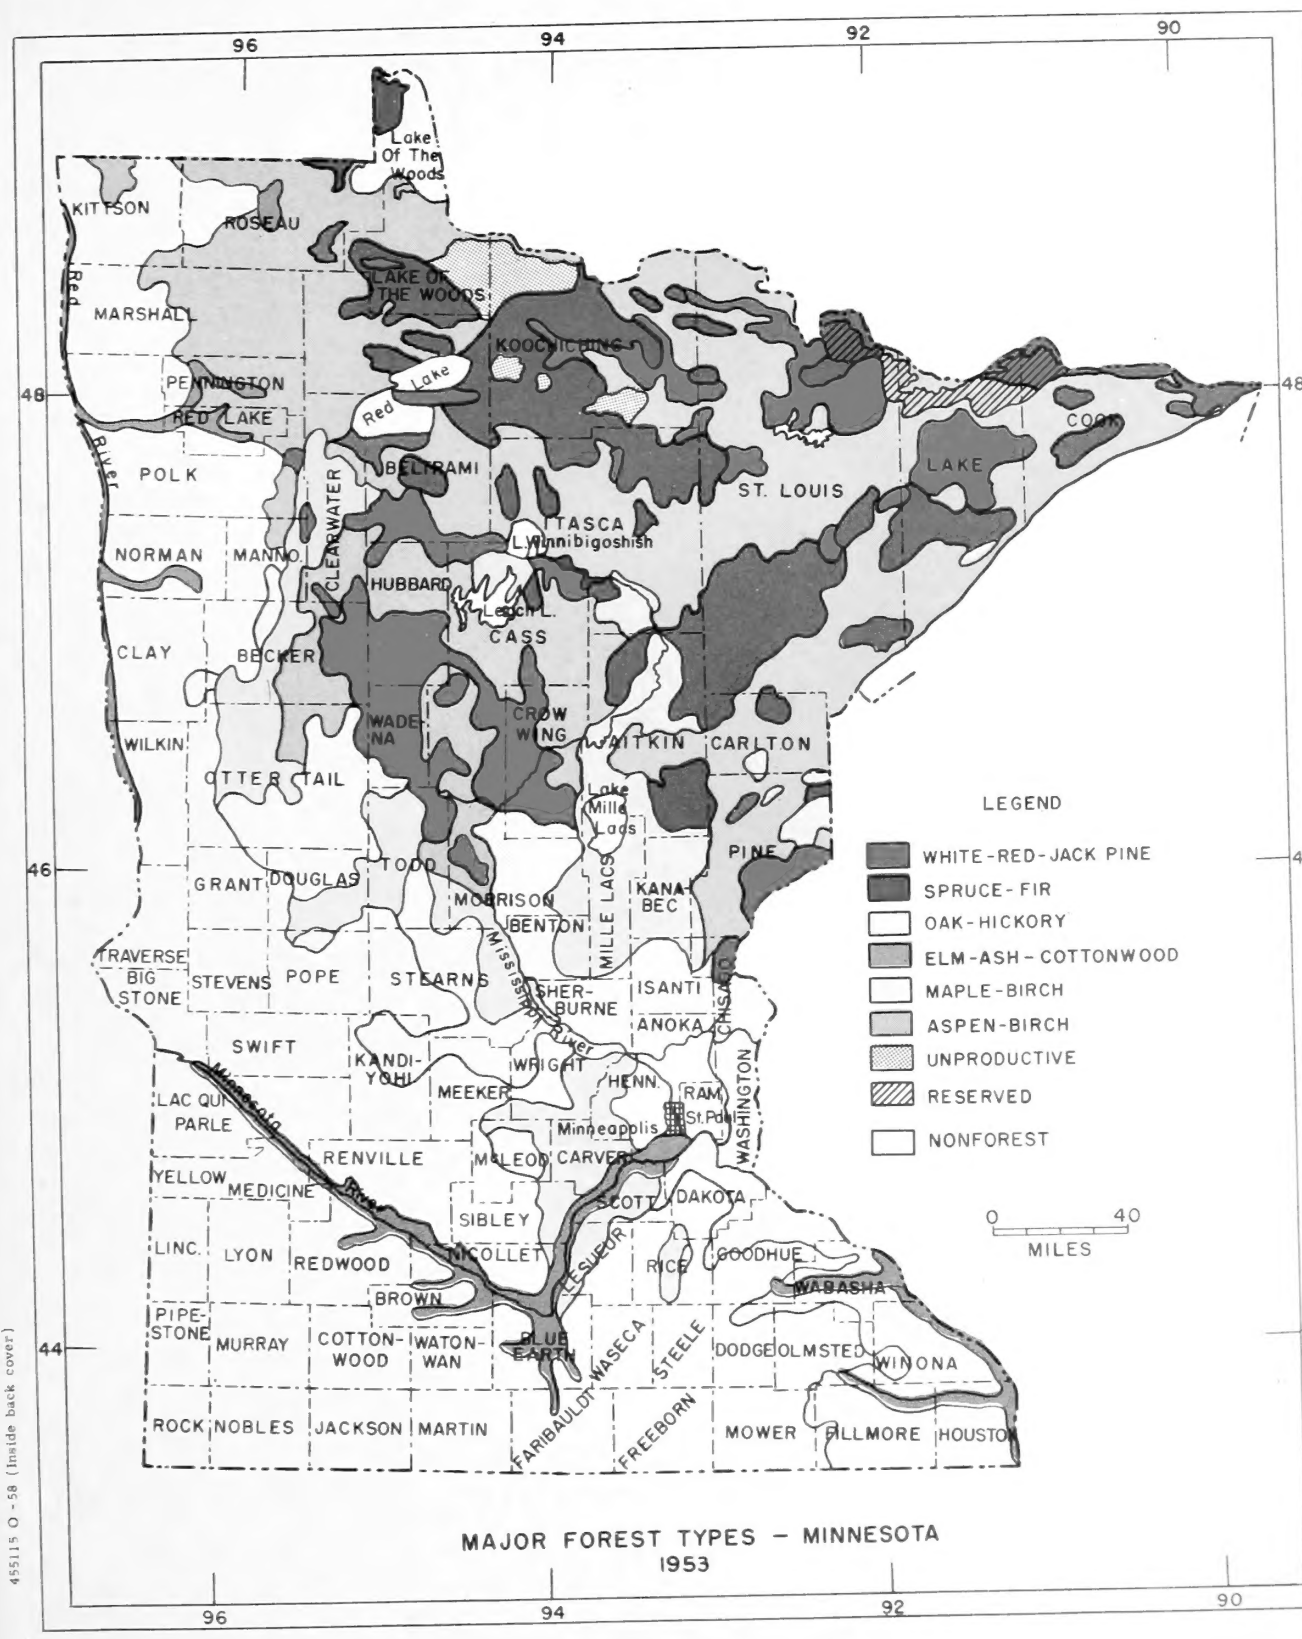 96
94
92
90
Lake
Of The
Woods
KITTSON
ROSEAU
Red
LAKE OF
THE WOODS
MARSHALL
KOOCHICHING
PENNINGTON
Lake
48
48
RED LAKE
Red
COOK
River
POLK
BELTRAMI
LAKE
CLEARWATER
ST. LOUIS
ITASCA
L. Winnibigoshish
NORMAN
MANNO.
HUBBARD
Leech L.
CASS
CLAY
BECKER
WADE-
NA
CROW
WING
AITKIN
CARLTON
WILKIN
OTTER TAIL
Lake
Mille
Lacs
LEGEND
PINE
WHITE-RED-JACK PINE
46
4
TODD
GRANT
DOUGLAS
SPRUCE-FIR
MORRISON
MILLE LACS
KANA-
BEC
OAK-HICKORY
BENTON
TRAVERSE
ELM-ASH-COTTONWOOD
BIG
STONE
STEVENS
POPE
STEARNS
Mississippi
River
SHER-
BURNE
ISANTI
CHISAGO
MAPLE-BIRCH
ANOKA
ASPEN-BIRCH
SWIFT
KANDI-
YOHI
WRIGHT
UNPRODUCTIVE
MEEKER
HENN.
RAM.
WASHINGTON
RESERVED
LAC QUI
PARLE
Minnesota
River
Minneapolis
St. Paul
NONFOREST
RENVILLE
McLEOD
CARVER
YELLOW
MEDICINE
SCOTT
DAKOTA
SIBLEY
0 40
MILES
LINC.
LYON
REDWOOD
NICOLLET
LESUEUR
RICE
GOODHUE
WABASHA
BROWN
PIPE-
STONE
MURRAY
COTTON-
WOOD
WATON-
WAN
BLUE
EARTH
WASECA
STEELE
DODGE
OLMSTED
WINONA
44
ROCK
NOBLES
JACKSON
MARTIN
FARIBAULDT
FREEBORN
MOWER
FILLMORE
HOUSTON
455115 O - 58 (Inside back cover)
MAJOR FOREST TYPES - MINNESOTA
1953
96
94
92
90